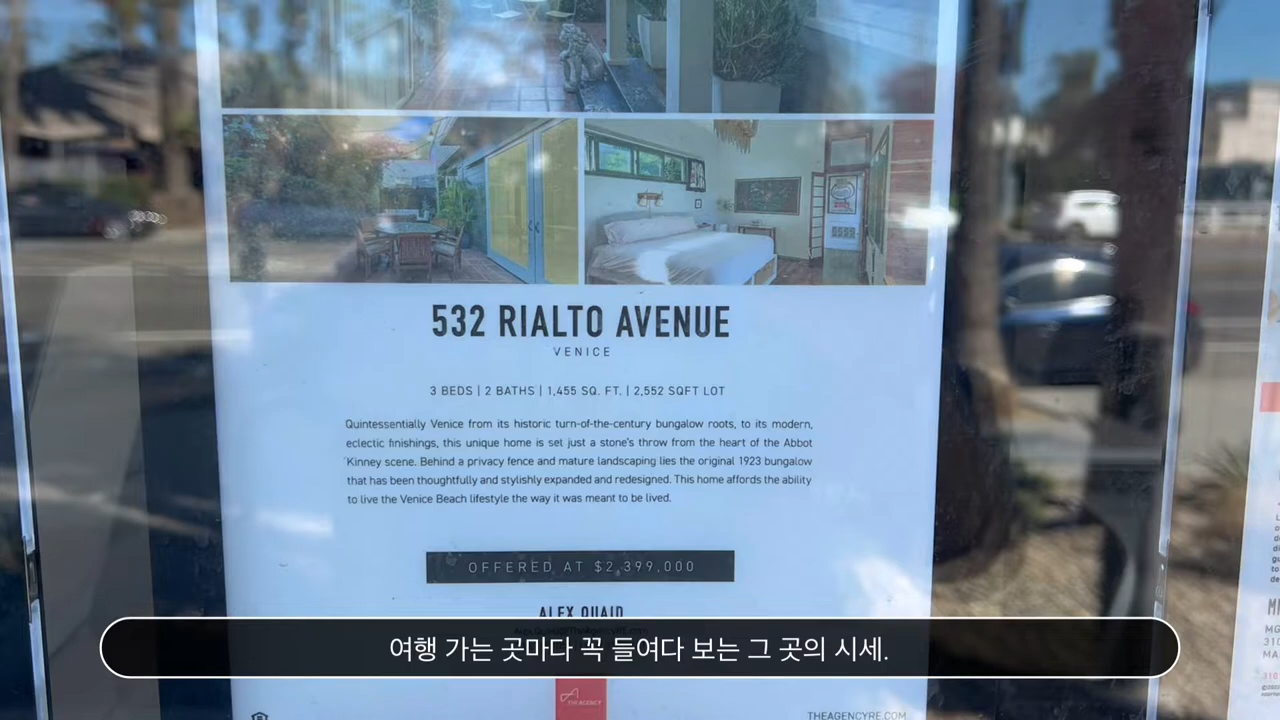 532 RIALTO AVENUE
VENICE
3 BEDS | 2 BATHS | 1,455 SQ. FT. | 2,552 SQFT LOT
Quintessentially Venice from its historic turn-of-the-century bungalow roots, to its modern,
eclectic finishings, this unique home is set just a stone's throw from the heart of the Abbot
Kinney scene. Behind a privacy fence and mature landscaping lies the original 1923 bungalow
that has been thoughtfully and stylishly expanded and redesigned. This home affords the ability
to live the Venice Beach lifestyle the way it was meant to be lived.
OFFERED AT $2,399,000
ALEX QUAID
여행 가는 곳마다 꼭 들여다 보는 그 곳의 시세.
THE AGENCY
THEAGENCYRE.COM